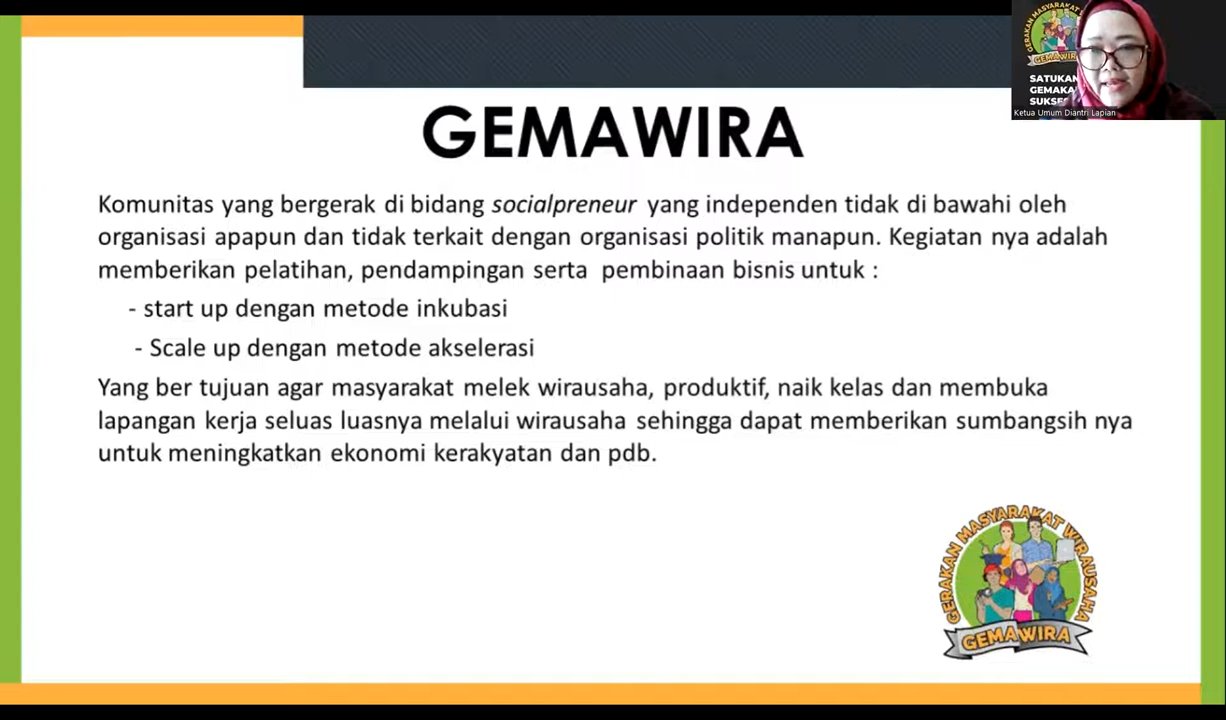 GERAKAN MASYARAKAT
GEMAWIR
SATUKAN
GEMAKA
SUKSE
Ketua Umum Diantri Lapian
GEMAWIRA
Komunitas yang bergerak di bidang socialpreneur yang independen tidak di bawahi oleh
organisasi apapun dan tidak terkait dengan organisasi politik manapun. Kegiatan nya adalah
memberikan pelatihan, pendampingan serta pembinaan bisnis untuk :
- start up dengan metode inkubasi
- Scale up dengan metode akselerasi
Yang ber tujuan agar masyarakat melek wirausaha, produktif, naik kelas dan membuka
lapangan kerja seluas luasnya melalui wirausaha sehingga dapat memberikan sumbangsih nya
untuk meningkatkan ekonomi kerakyatan dan pdb.
GERAKAN MASYARAKAT WIRAUSAHA
GEMAWIRA